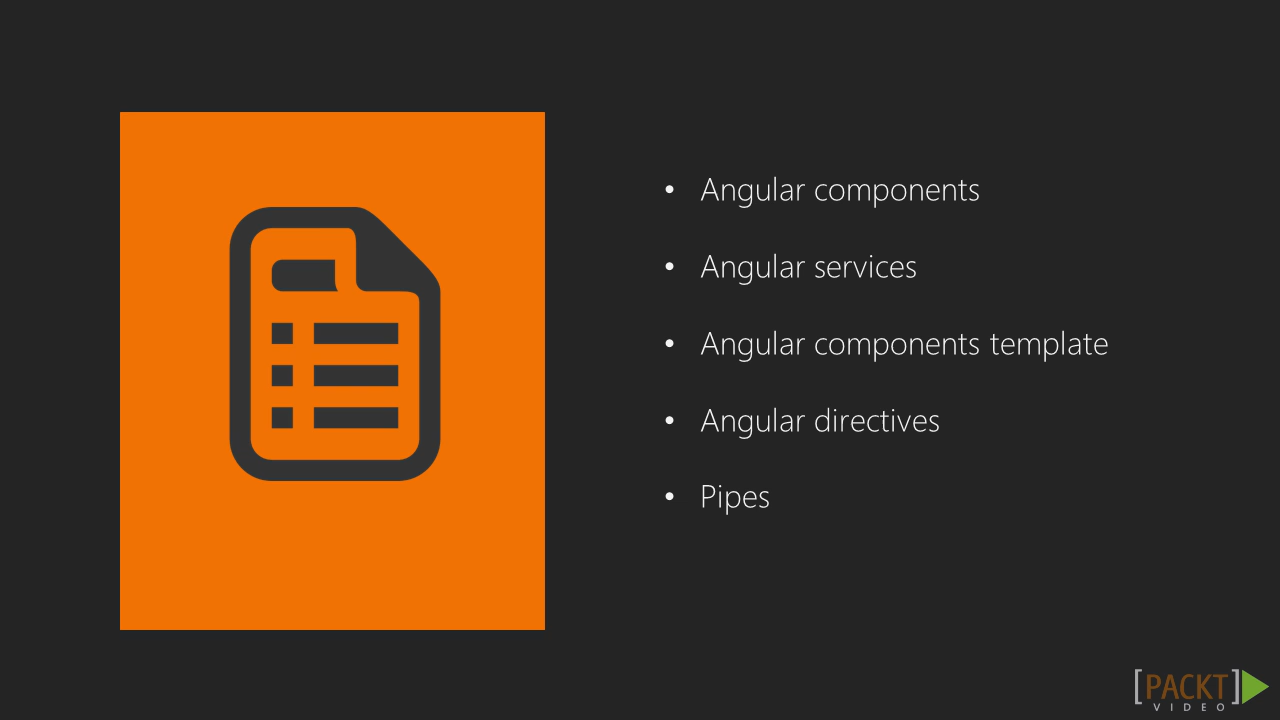 • Angular components
• Angular services
• Angular components template
• Angular directives
• Pipes
[PACKT]
VIDEO